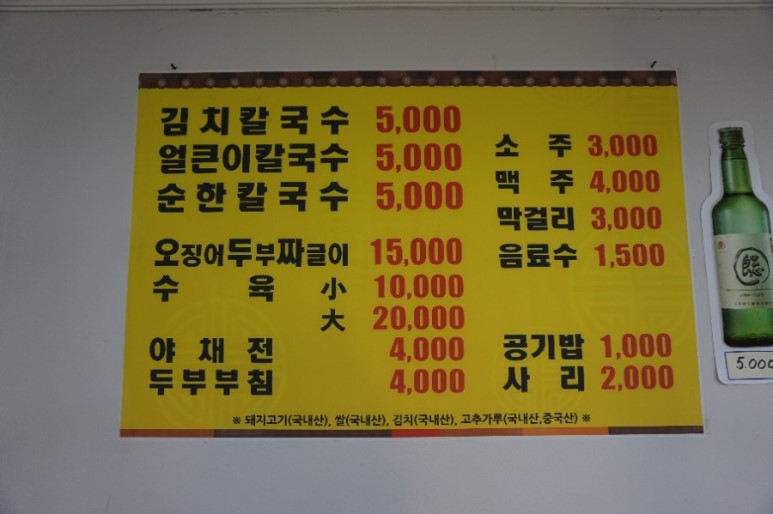 김치칼국수 5,000
얼큰이칼국수 5,000
순한칼국수 5,000
오징어두부짜글이 15,000
수육 小 10,000
大 20,000
야채전 4,000
두부부침 4,000
소주 3,000
맥주 4,000
막걸리 3,000
음료수 1,500
공기밥 1,000
사리 2,000
※ 돼지고기(국내산), 쌀(국내산), 김치(국내산), 고추가루(국내산,중국산) ※
5.000